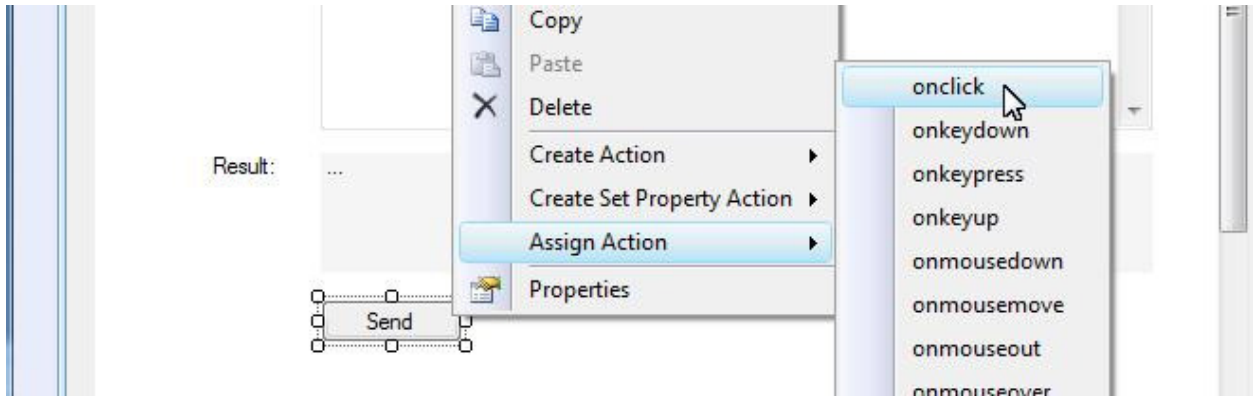 Copy
Paste
Delete
Create Action
Create Set Property Action
Assign Action
Properties
onclick
onkeydown
onkeypress
onkeyup
onmousedown
onmousemove
onmouseout
onmouseover
Result:
...
Send